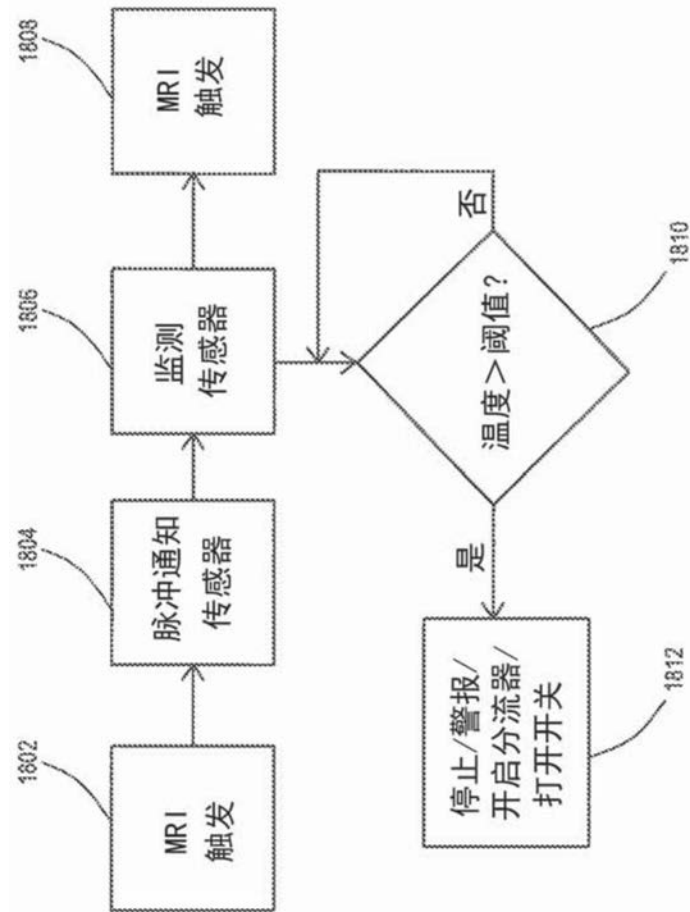 1802
MRI
触发
1804
脉冲通知
传感器
1806
监测
传感器
1808
MRI
触发
温度>阈值?
1810
否
是
停止/警报/
开启分流器/
打开开关
1812